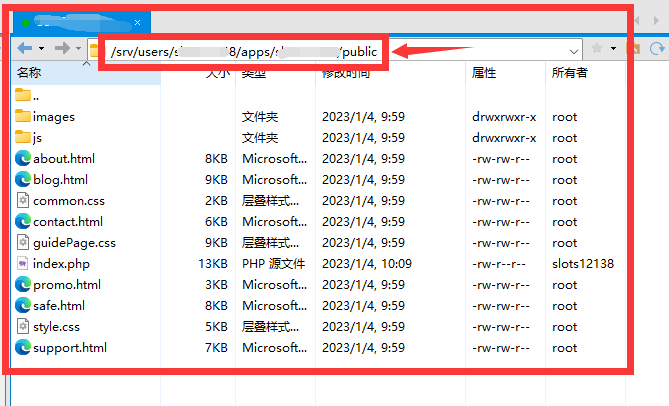 /srv/users/s 8/apps/s /public
名称 大小 类型 修改时间 属性 所有者
..
images 文件夹 2023/1/4, 9:59 drwxrwxr-x root
js 文件夹 2023/1/4, 9:59 drwxrwxr-x root
about.html 8KB Microsoft... 2023/1/4, 9:59 -rw-rw-r-- root
blog.html 9KB Microsoft... 2023/1/4, 9:59 -rw-rw-r-- root
common.css 2KB 层叠样式... 2023/1/4, 9:59 -rw-rw-r-- root
contact.html 6KB Microsoft... 2023/1/4, 9:59 -rw-rw-r-- root
guidePage.css 9KB 层叠样式... 2023/1/4, 9:59 -rw-rw-r-- root
index.php 13KB PHP 源文件 2023/1/4, 10:09 -rw-r--r-- slots12138
promo.html 3KB Microsoft... 2023/1/4, 9:59 -rw-rw-r-- root
safe.html 8KB Microsoft... 2023/1/4, 9:59 -rw-rw-r-- root
style.css 5KB 层叠样式... 2023/1/4, 9:59 -rw-rw-r-- root
support.html 7KB Microsoft... 2023/1/4, 9:59 -rw-rw-r-- root